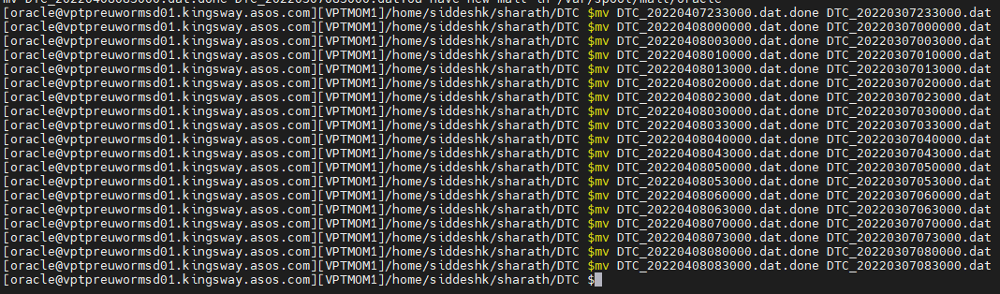 mv DTC_20220408083000.dat.done DTC_20220307083000.dat.You have new mail in /var/spool/mail/oracle
[oracle@vptpreuwormsd01.kingsway.asos.com][VPTMOM1]/home/siddeshk/sharath/DTC $mv DTC_20220407233000.dat.done DTC_20220307233000.dat
[oracle@vptpreuwormsd01.kingsway.asos.com][VPTMOM1]/home/siddeshk/sharath/DTC $mv DTC_20220408000000.dat.done DTC_20220307000000.dat
[oracle@vptpreuwormsd01.kingsway.asos.com][VPTMOM1]/home/siddeshk/sharath/DTC $mv DTC_20220408003000.dat.done DTC_20220307003000.dat
[oracle@vptpreuwormsd01.kingsway.asos.com][VPTMOM1]/home/siddeshk/sharath/DTC $mv DTC_20220408010000.dat.done DTC_20220307010000.dat
[oracle@vptpreuwormsd01.kingsway.asos.com][VPTMOM1]/home/siddeshk/sharath/DTC $mv DTC_20220408013000.dat.done DTC_20220307013000.dat
[oracle@vptpreuwormsd01.kingsway.asos.com][VPTMOM1]/home/siddeshk/sharath/DTC $mv DTC_20220408020000.dat.done DTC_20220307020000.dat
[oracle@vptpreuwormsd01.kingsway.asos.com][VPTMOM1]/home/siddeshk/sharath/DTC $mv DTC_20220408023000.dat.done DTC_20220307023000.dat
[oracle@vptpreuwormsd01.kingsway.asos.com][VPTMOM1]/home/siddeshk/sharath/DTC $mv DTC_20220408030000.dat.done DTC_20220307030000.dat
[oracle@vptpreuwormsd01.kingsway.asos.com][VPTMOM1]/home/siddeshk/sharath/DTC $mv DTC_20220408033000.dat.done DTC_20220307033000.dat
[oracle@vptpreuwormsd01.kingsway.asos.com][VPTMOM1]/home/siddeshk/sharath/DTC $mv DTC_20220408040000.dat.done DTC_20220307040000.dat
[oracle@vptpreuwormsd01.kingsway.asos.com][VPTMOM1]/home/siddeshk/sharath/DTC $mv DTC_20220408043000.dat.done DTC_20220307043000.dat
[oracle@vptpreuwormsd01.kingsway.asos.com][VPTMOM1]/home/siddeshk/sharath/DTC $mv DTC_20220408050000.dat.done DTC_20220307050000.dat
[oracle@vptpreuwormsd01.kingsway.asos.com][VPTMOM1]/home/siddeshk/sharath/DTC $mv DTC_20220408053000.dat.done DTC_20220307053000.dat
[oracle@vptpreuwormsd01.kingsway.asos.com][VPTMOM1]/home/siddeshk/sharath/DTC $mv DTC_20220408060000.dat.done DTC_20220307060000.dat
[oracle@vptpreuwormsd01.kingsway.asos.com][VPTMOM1]/home/siddeshk/sharath/DTC $mv DTC_20220408063000.dat.done DTC_20220307063000.dat
[oracle@vptpreuwormsd01.kingsway.asos.com][VPTMOM1]/home/siddeshk/sharath/DTC $mv DTC_20220408070000.dat.done DTC_20220307070000.dat
[oracle@vptpreuwormsd01.kingsway.asos.com][VPTMOM1]/home/siddeshk/sharath/DTC $mv DTC_20220408073000.dat.done DTC_20220307073000.dat
[oracle@vptpreuwormsd01.kingsway.asos.com][VPTMOM1]/home/siddeshk/sharath/DTC $mv DTC_20220408080000.dat.done DTC_20220307080000.dat
[oracle@vptpreuwormsd01.kingsway.asos.com][VPTMOM1]/home/siddeshk/sharath/DTC $mv DTC_20220408083000.dat.done DTC_20220307083000.dat
[oracle@vptpreuwormsd01.kingsway.asos.com][VPTMOM1]/home/siddeshk/sharath/DTC $